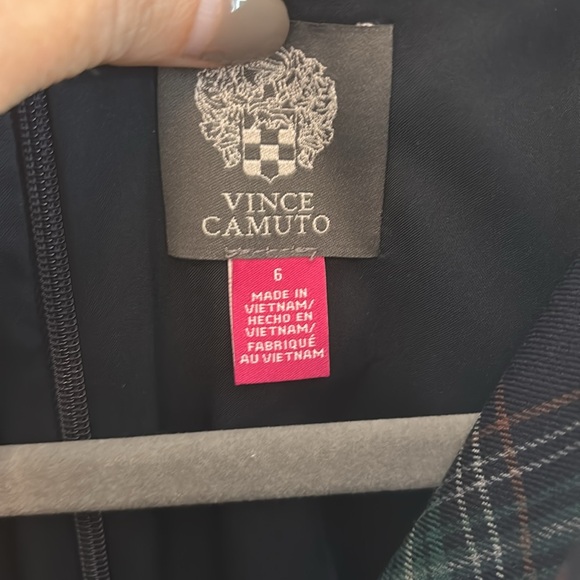 VINCE
CAMUTO
6
MADE IN
VIETNAM/
HECHO EN
VIETNAM/
FABRIQUÉ
AU VIETNAM